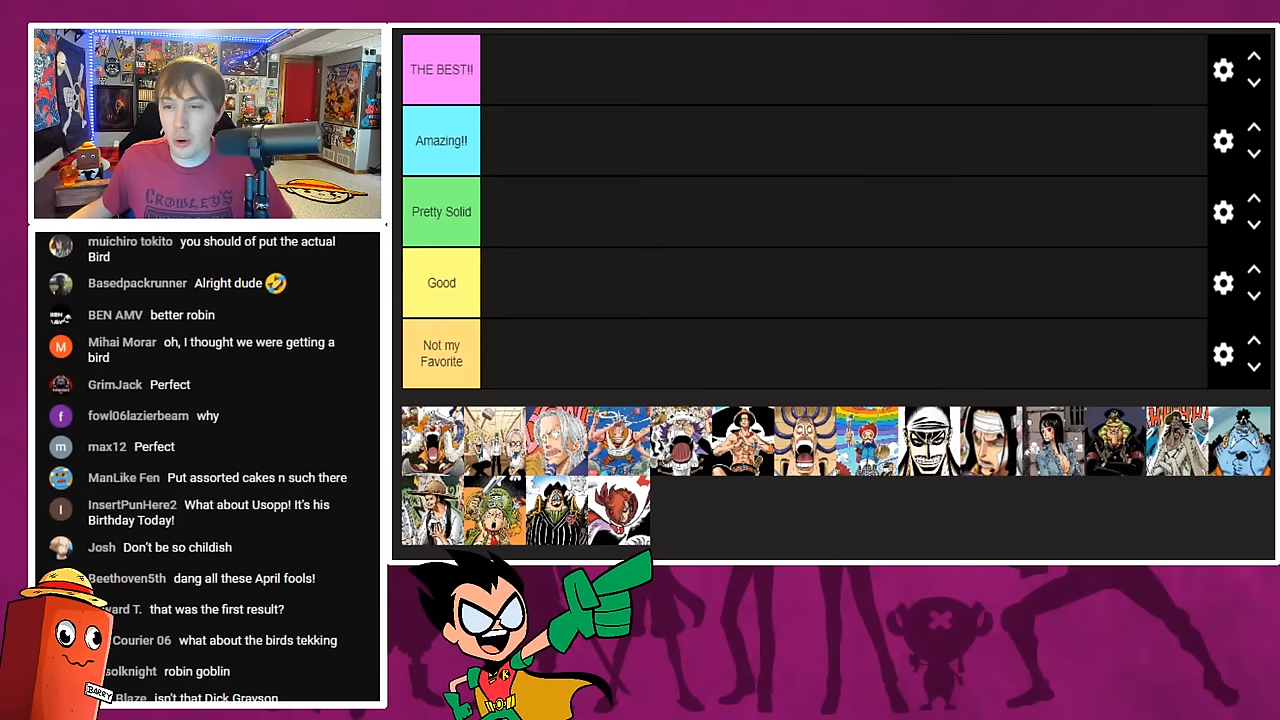 CROWLEY'S
muichiro tokito you should of put the actual
Bird
Basedpackrunner Alright dude 🤣
BEN AMV better robin
Mihai Morar oh, I thought we were getting a
bird
GrimJack Perfect
fowl06lazierbeam why
max12 Perfect
ManLike Fen Put assorted cakes n such there
InsertPunHere2 What about Usopp! It's his
Birthday Today!
Josh Don't be so childish
Beethoven5th dang all these April fools!
ward T. that was the first result?
Courier 06 what about the birds tekking
solknight robin goblin
Blaze isn't that Dick Grayson
M
f
m
I
BARRY
THE BEST!!
Amazing!!
Pretty Solid
Good
Not my
Favorite
R